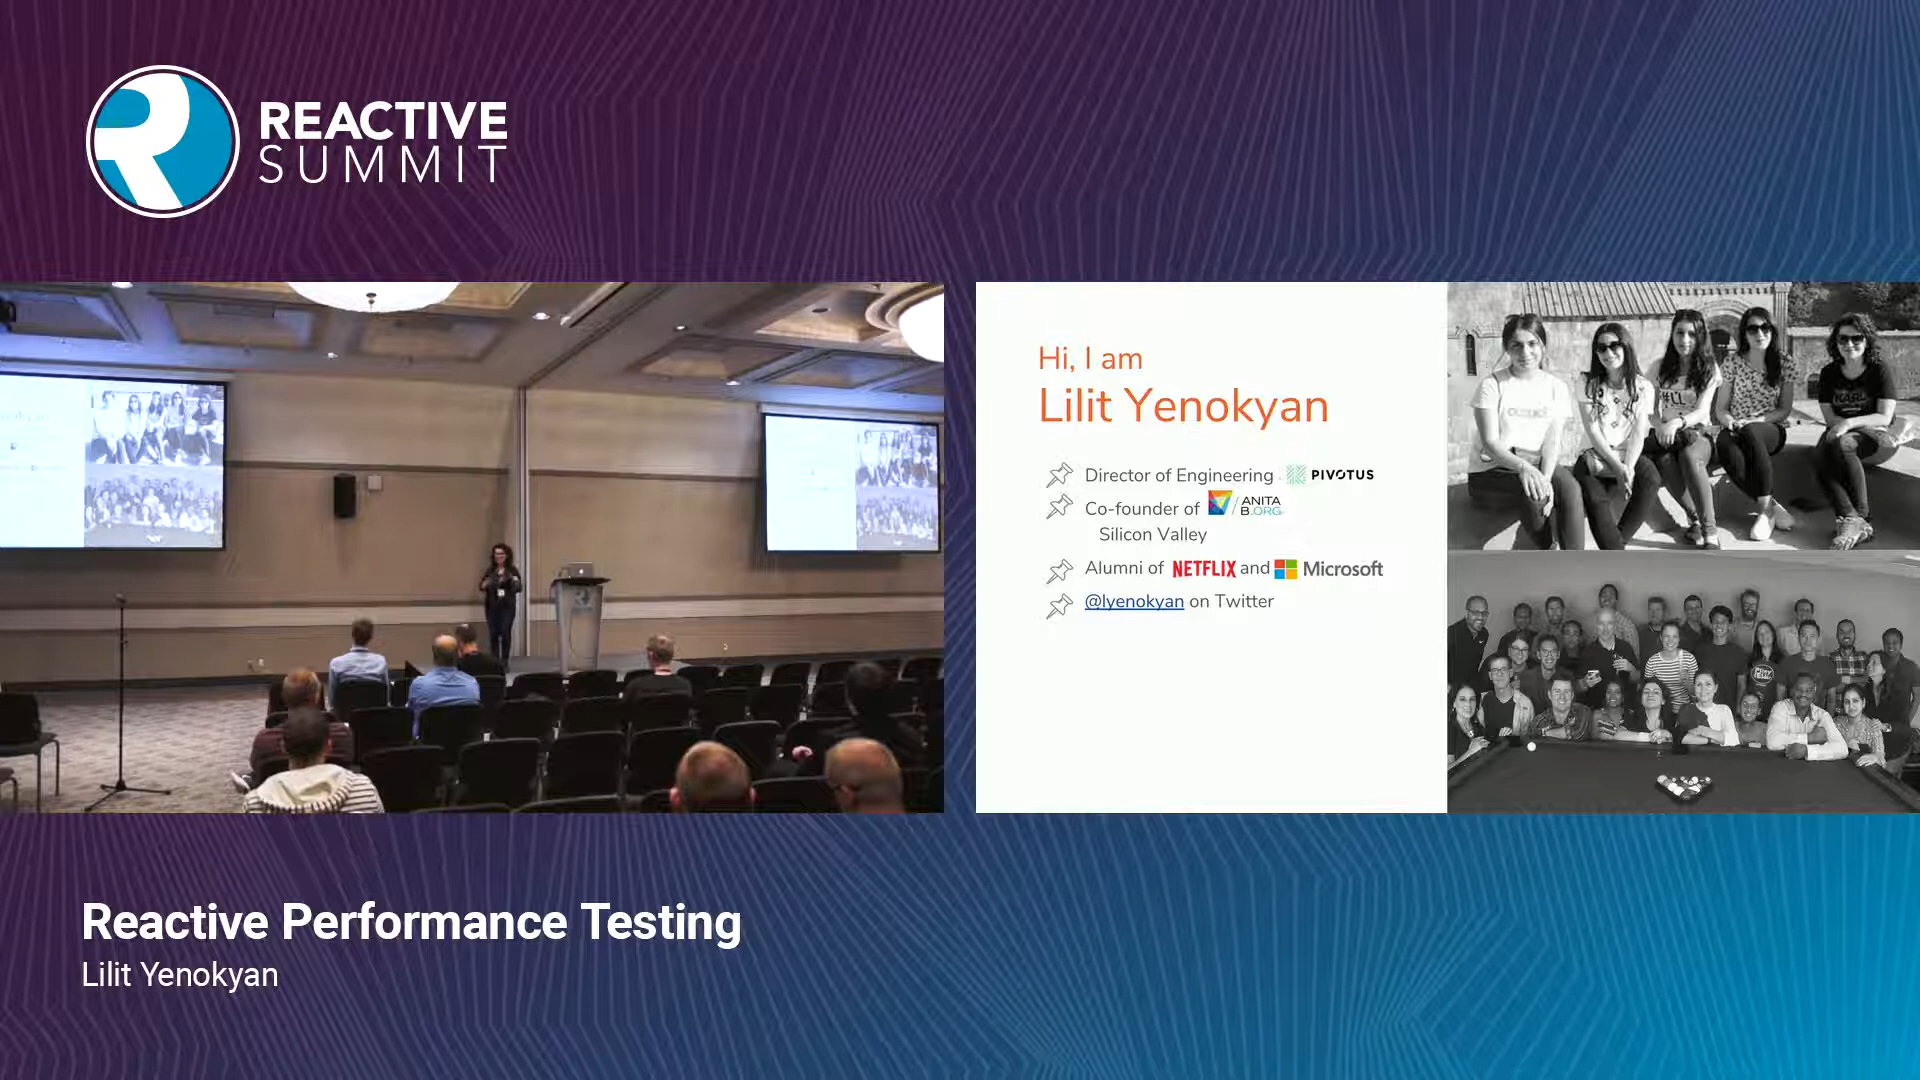 REACTIVE
SUMMIT
Hi, I am
Lilit Yenokyan
Director of Engineering PIVOTUS
Co-founder of ANITA
B.ORG
Silicon Valley
Alumni of NETFLIX and Microsoft
@lyenokyan on Twitter
Reactive Performance Testing
Lilit Yenokyan